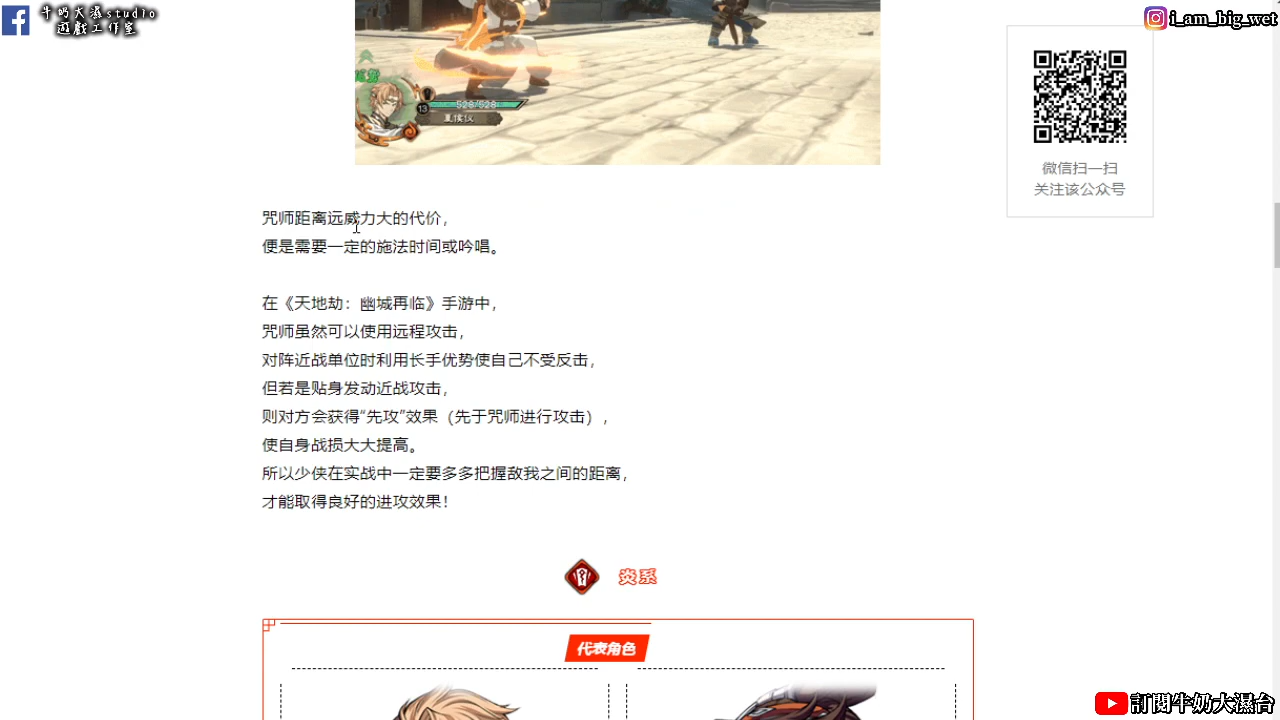 牛奶大濕studio
遊戲工作室
i_am_big_wet
13
528/528
夏侯仪
微信扫一扫
关注该公众号
咒师距离远威力大的代价，
便是需要一定的施法时间或吟唱。
在《天地劫：幽城再临》手游中，
咒师虽然可以使用远程攻击，
对阵近战单位时利用长手优势使自己不受反击，
但若是贴身发动近战攻击，
则对方会获得“先攻”效果（先于咒师进行攻击），
使自身战损大大提高。
所以少侠在实战中一定要多多把握敌我之间的距离，
才能取得良好的进攻效果！
炎系
代表角色
訂閱牛奶大濕台